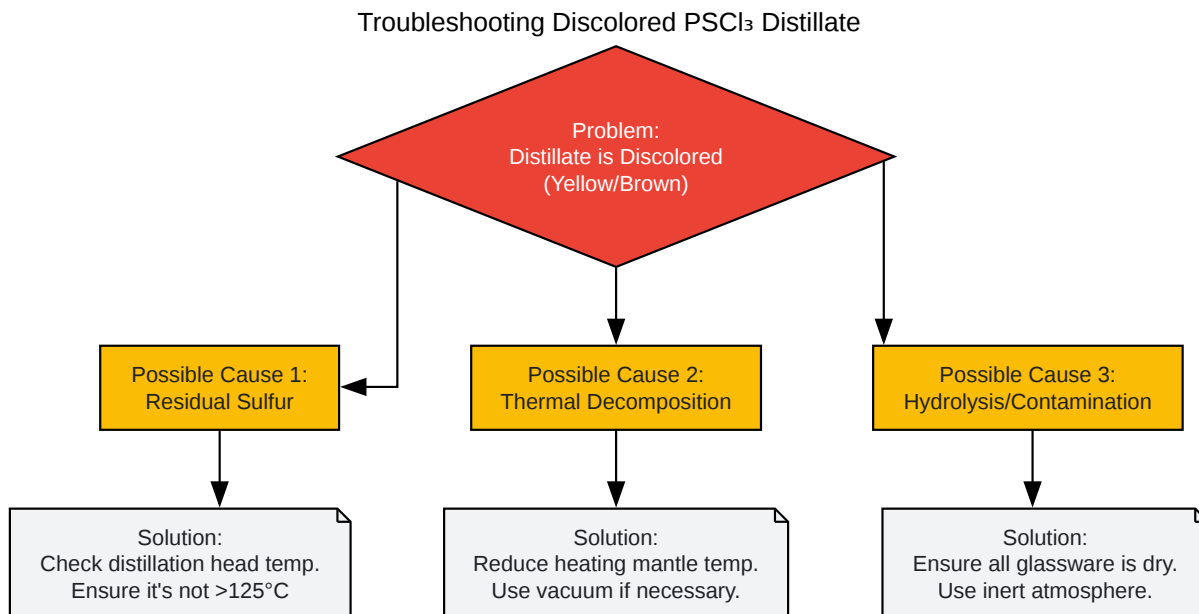 Troubleshooting Discolored PSCl₃ Distillate
Problem:
Distillate is Discolored
(Yellow/Brown)
Possible Cause 1:
Residual Sulfur
Possible Cause 2:
Thermal Decomposition
Possible Cause 3:
Hydrolysis/Contamination
Solution:
Check distillation head temp.
Ensure it's not >125°C
Solution:
Reduce heating mantle temp.
Use vacuum if necessary.
Solution:
Ensure all glassware is dry.
Use inert atmosphere.